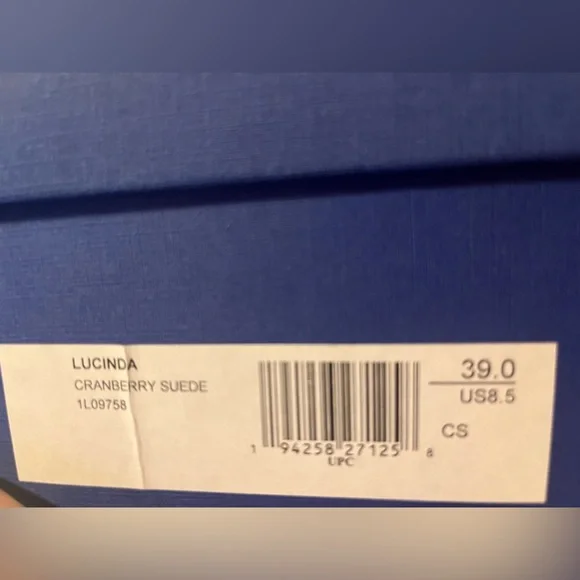 LUCINDA
CRANBERRY SUEDE
1L09758
1 94258 27125 8
UPC
39.0
US8.5
CS